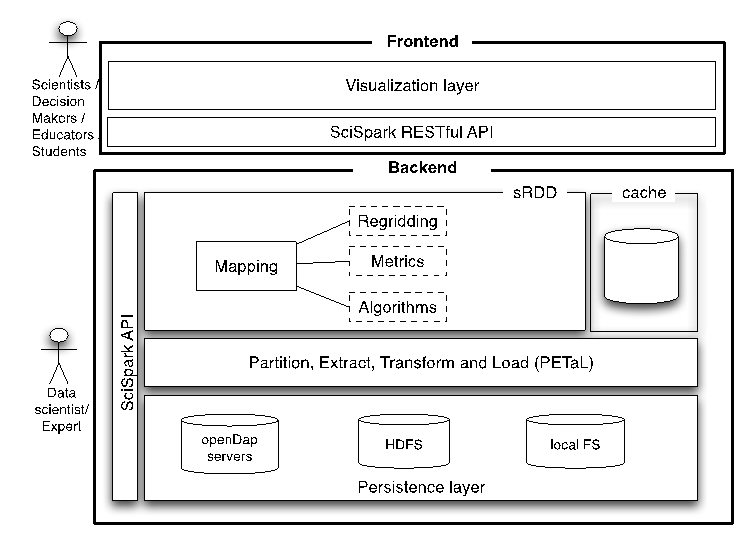 Frontend
Scientists /
Decision
Makers /
Educators
Students
Visualization layer
SciSpark RESTful API
Backend
SciSpark API
sRDD
cache
Mapping
Regridding
Metrics
Algorithms
Data
scientist/
Expert
Partition, Extract, Transform and Load (PETaL)
openDap
servers
HDFS
local FS
Persistence layer